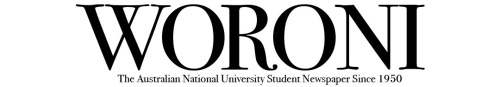 WORONI
The Australian National University Student Newspaper Since 1950